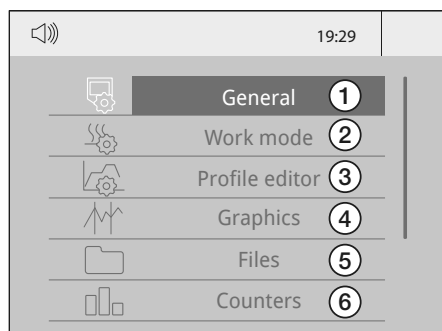 19:29
General 1
Work mode 2
Profile editor 3
Graphics 4
Files 5
Counters 6